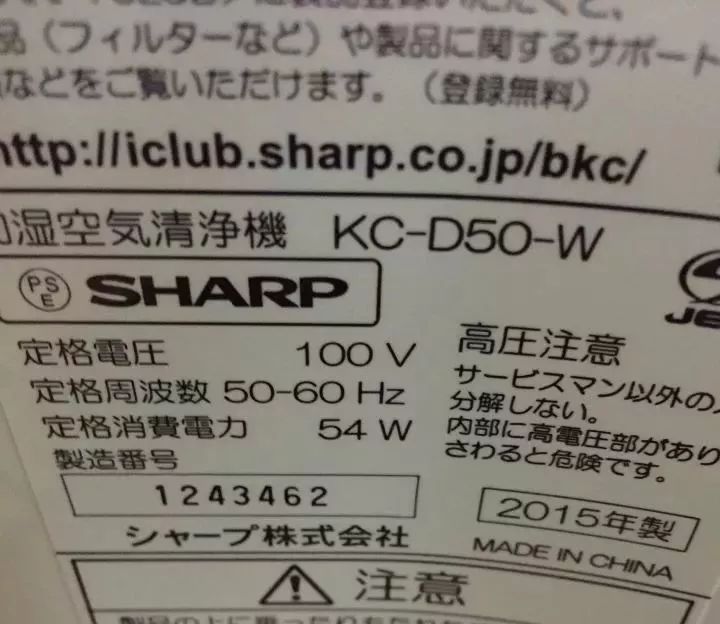 品（フィルターなど）や製品に関するサポート
などをご覧いただけます。（登録無料）
http://iclub.sharp.co.jp/bkc/
加湿空気清浄機 KC-D50-W
PSE SHARP
定格電圧 100 V
定格周波数 50-60 Hz
定格消費電力 54 W
製造番号
1243462
シャープ株式会社
高圧注意
サービスマン以外の
分解しない。
内部に高電圧部があり
さわると危険です。
2015年製
MADE IN CHINA
注意